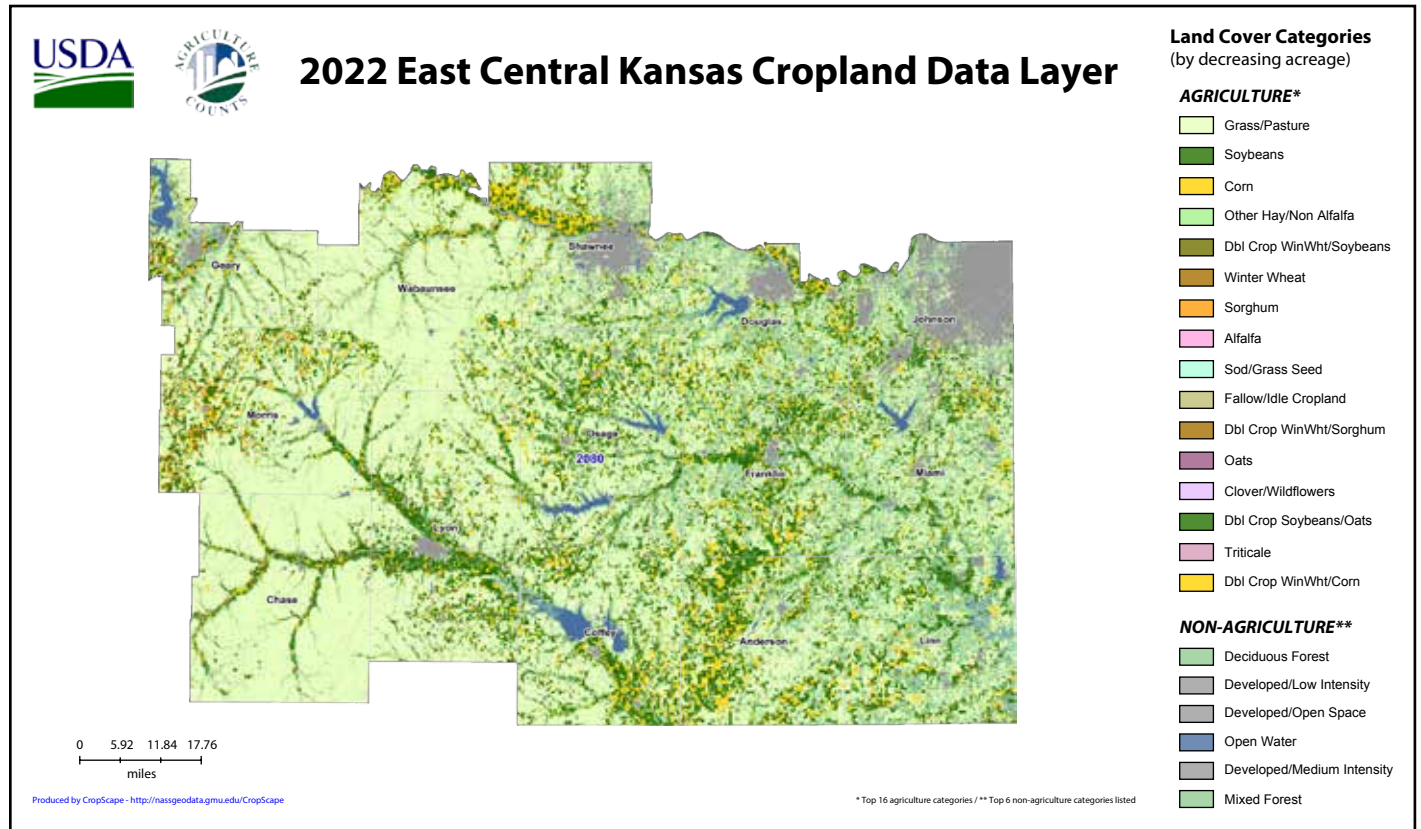 USDA
AGRICULTURE
COUNTS
2022 East Central Kansas Cropland Data Layer
Land Cover Categories
(by decreasing acreage)
AGRICULTURE*
Grass/Pasture
Soybeans
Corn
Other Hay/Non Alfalfa
Dbl Crop WinWht/Soybeans
Winter Wheat
Sorghum
Alfalfa
Sod/Grass Seed
Fallow/Idle Cropland
Dbl Crop WinWht/Sorghum
Oats
Clover/Wildflowers
Dbl Crop Soybeans/Oats
Triticale
Dbl Crop WinWht/Corn
NON-AGRICULTURE**
Deciduous Forest
Developed/Low Intensity
Developed/Open Space
Open Water
Developed/Medium Intensity
Mixed Forest
Shawnee
Geary
Wabaunsee
Douglas
Johnson
Morris
Osage
2080
Franklin
Miami
Lyon
Chase
Coffey
Anderson
Linn
0 5.92 11.84 17.76
miles
Produced by CropScape - http://nassgeodata.gmu.edu/CropScape
* Top 16 agriculture categories / ** Top 6 non-agriculture categories listed